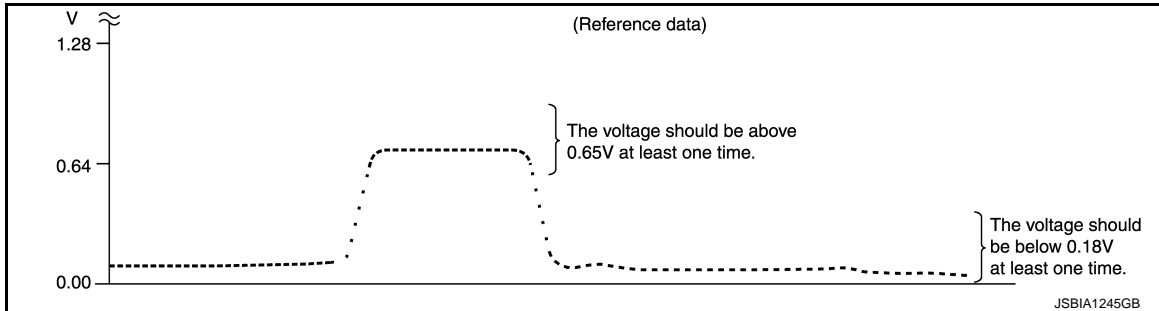 V
(Reference data)
1.28
The voltage should be above
0.65V at least one time.
0.64
The voltage should
be below 0.18V
at least one time.
0.00
JSBIA1245GB